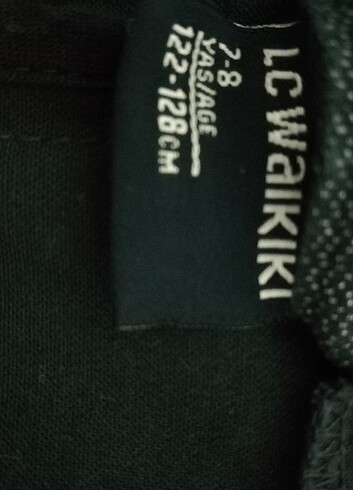 LC WAIKIKI
7-8
YAŞ/AGE
122-128CM